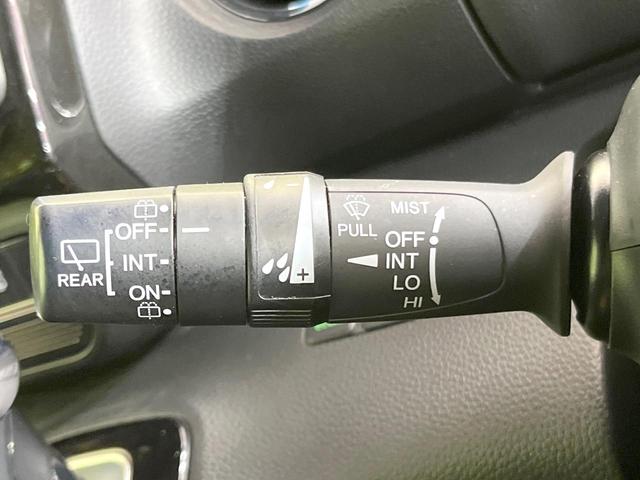 REAR
OFF
INT
ON
- 
+
PULL
MIST
OFF
INT
LO
HI